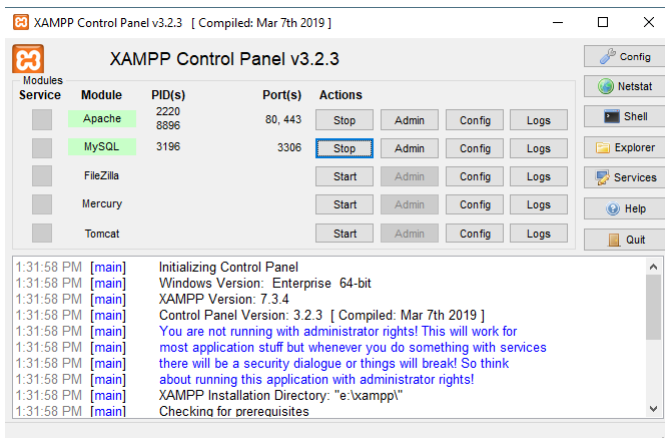 XAMPP Control Panel v3.2.3 [ Compiled: Mar 7th 2019 ]
XAMPP Control Panel v3.2.3
Config
Modules
Service Module PID(s) Port(s) Actions
Netstat
Apache 2220 8896 80, 443 Stop Admin Config Logs
Shell
MySQL 3196 3306 Stop Admin Config Logs
Explorer
FileZilla Start Admin Config Logs
Services
Mercury Start Admin Config Logs
Help
Tomcat Start Admin Config Logs
Quit
1:31:58 PM [main] Initializing Control Panel
1:31:58 PM [main] Windows Version: Enterprise 64-bit
1:31:58 PM [main] XAMPP Version: 7.3.4
1:31:58 PM [main] Control Panel Version: 3.2.3 [ Compiled: Mar 7th 2019 ]
1:31:58 PM [main] You are not running with administrator rights! This will work for
1:31:58 PM [main] most application stuff but whenever you do something with services
1:31:58 PM [main] there will be a security dialogue or things will break! So think
1:31:58 PM [main] about running this application with administrator rights!
1:31:58 PM [main] XAMPP Installation Directory: "e:\xampp\"
1:31:58 PM [main] Checking for prerequisites